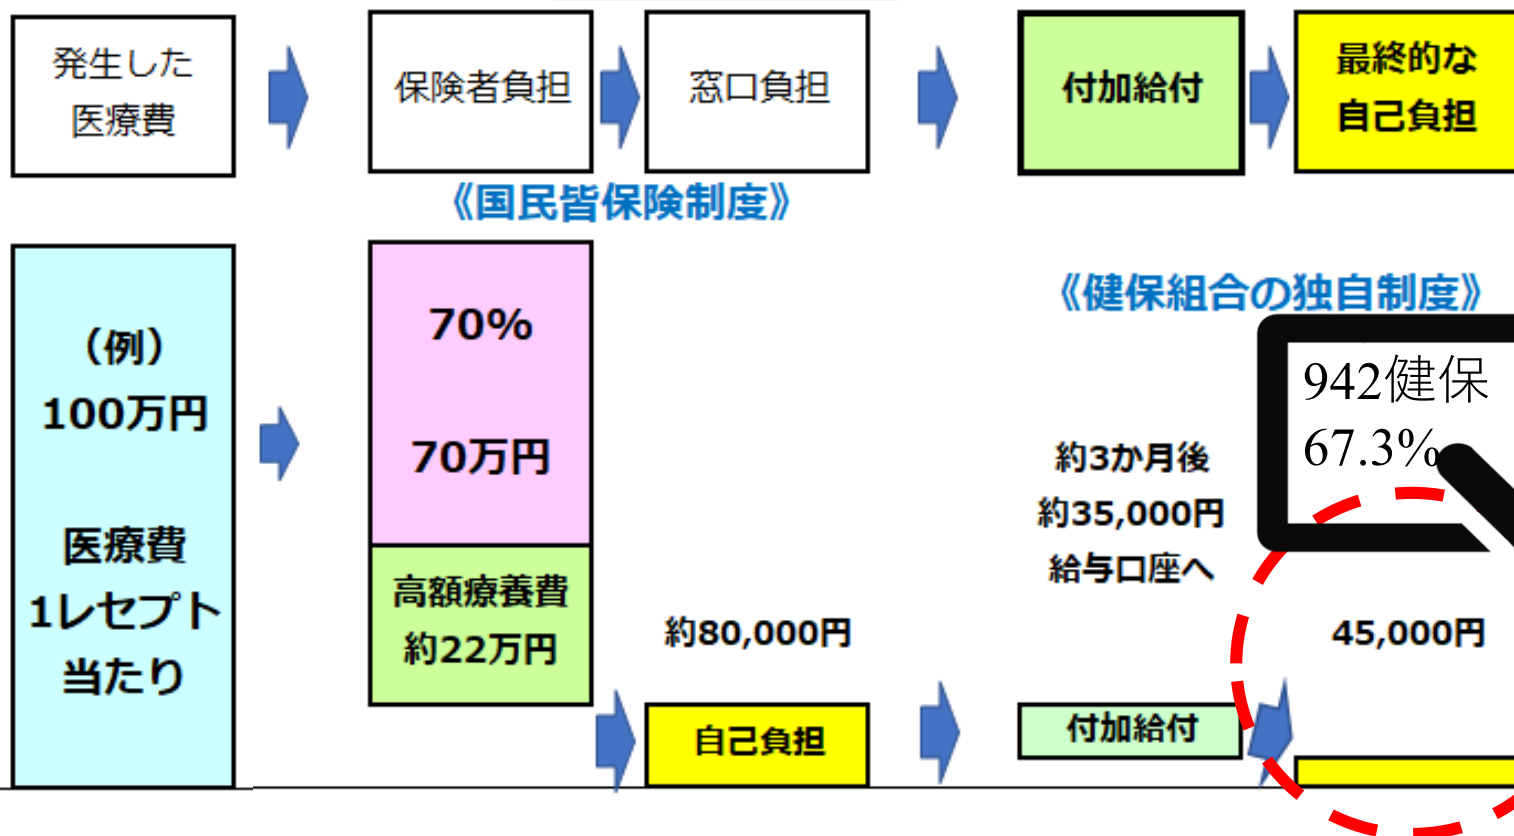 発生した
医療費
保険者負担
窓口負担
付加給付
最終的な
自己負担
《国民皆保険制度》
《健保組合の独自制度》
（例）
100万円
医療費
1レセプト
当たり
70%
70万円
高額療養費
約22万円
約80,000円
自己負担
約3か月後
約35,000円
給与口座へ
付加給付
942健保
67.3%
45,000円